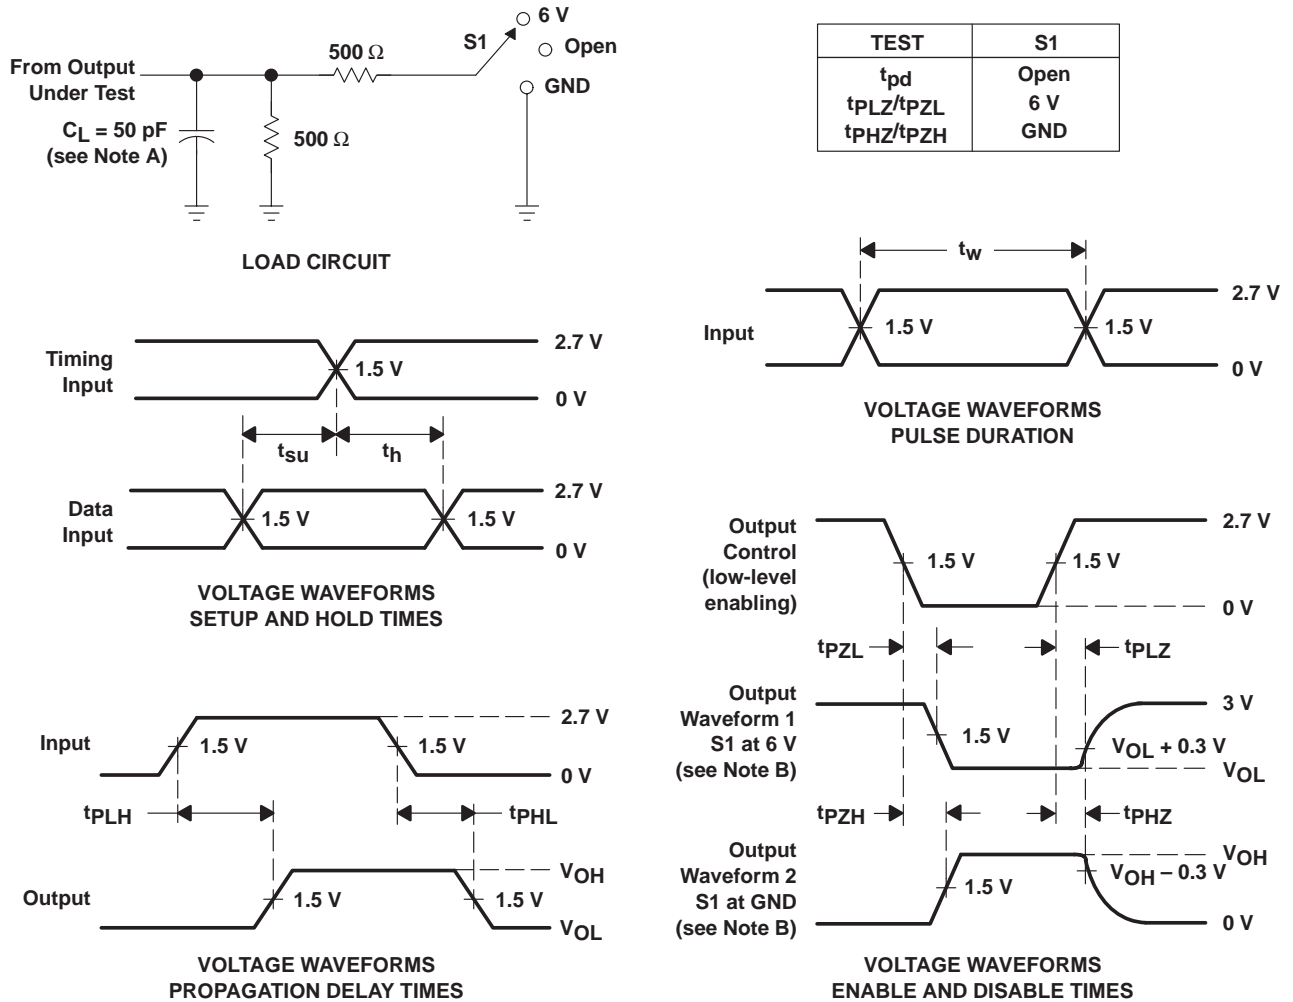 6 V
S1
Open
500 Ω
From Output
Under Test
GND
CL = 50 pF
(see Note A)
500 Ω
LOAD CIRCUIT
TEST S1
tpd Open
tPLZ/tPZL 6 V
tPHZ/tPZH GND
tw
2.7 V
Input
1.5 V
1.5 V
0 V
VOLTAGE WAVEFORMS
PULSE DURATION
Timing
Input
2.7 V
1.5 V
0 V
tsu
th
Data
Input
2.7 V
1.5 V
1.5 V
0 V
VOLTAGE WAVEFORMS
SETUP AND HOLD TIMES
Input
2.7 V
1.5 V
1.5 V
0 V
tPLH
tPHL
Output
VOH
1.5 V
1.5 V
VOL
VOLTAGE WAVEFORMS
PROPAGATION DELAY TIMES
Output
Control
(low-level
enabling)
2.7 V
1.5 V
1.5 V
0 V
tPZL
tPLZ
Output
Waveform 1
S1 at 6 V
(see Note B)
3 V
1.5 V
VOL + 0.3 V
VOL
tPZH
tPHZ
Output
Waveform 2
S1 at GND
(see Note B)
VOH
VOH − 0.3 V
1.5 V
0 V
VOLTAGE WAVEFORMS
ENABLE AND DISABLE TIMES